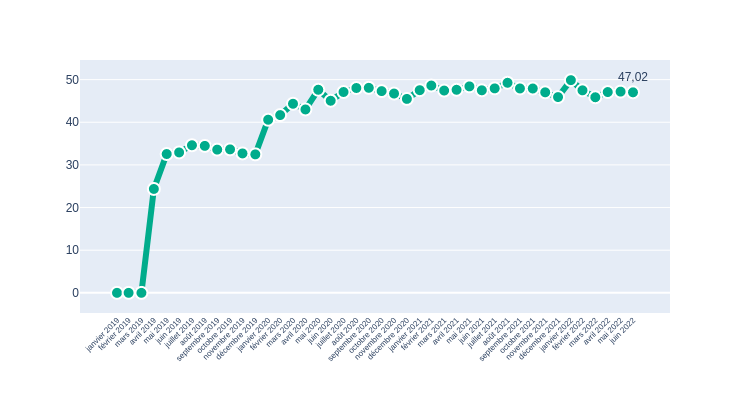 47,02
50
40
30
20
10
0
janvier 2019
février 2019
mars 2019
avril 2019
mai 2019
juin 2019
juillet 2019
août 2019
septembre 2019
octobre 2019
novembre 2019
décembre 2019
janvier 2020
février 2020
mars 2020
avril 2020
mai 2020
juin 2020
juillet 2020
août 2020
septembre 2020
octobre 2020
novembre 2020
décembre 2020
janvier 2021
février 2021
mars 2021
avril 2021
mai 2021
juin 2021
juillet 2021
août 2021
septembre 2021
octobre 2021
novembre 2021
décembre 2021
janvier 2022
février 2022
mars 2022
avril 2022
mai 2022
juin 2022